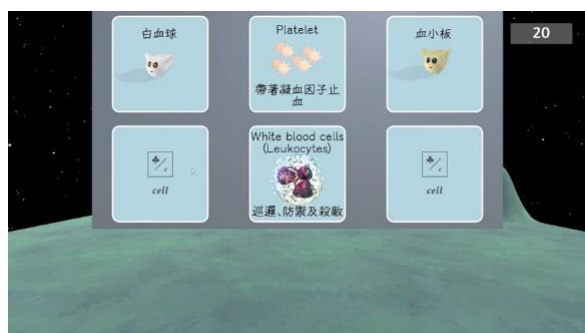 白血球
Platelet
血小板
20
帶著凝血因子止
血
White blood cells
(Leukocytes)
cell
cell
巡邏、防禦及殺敵